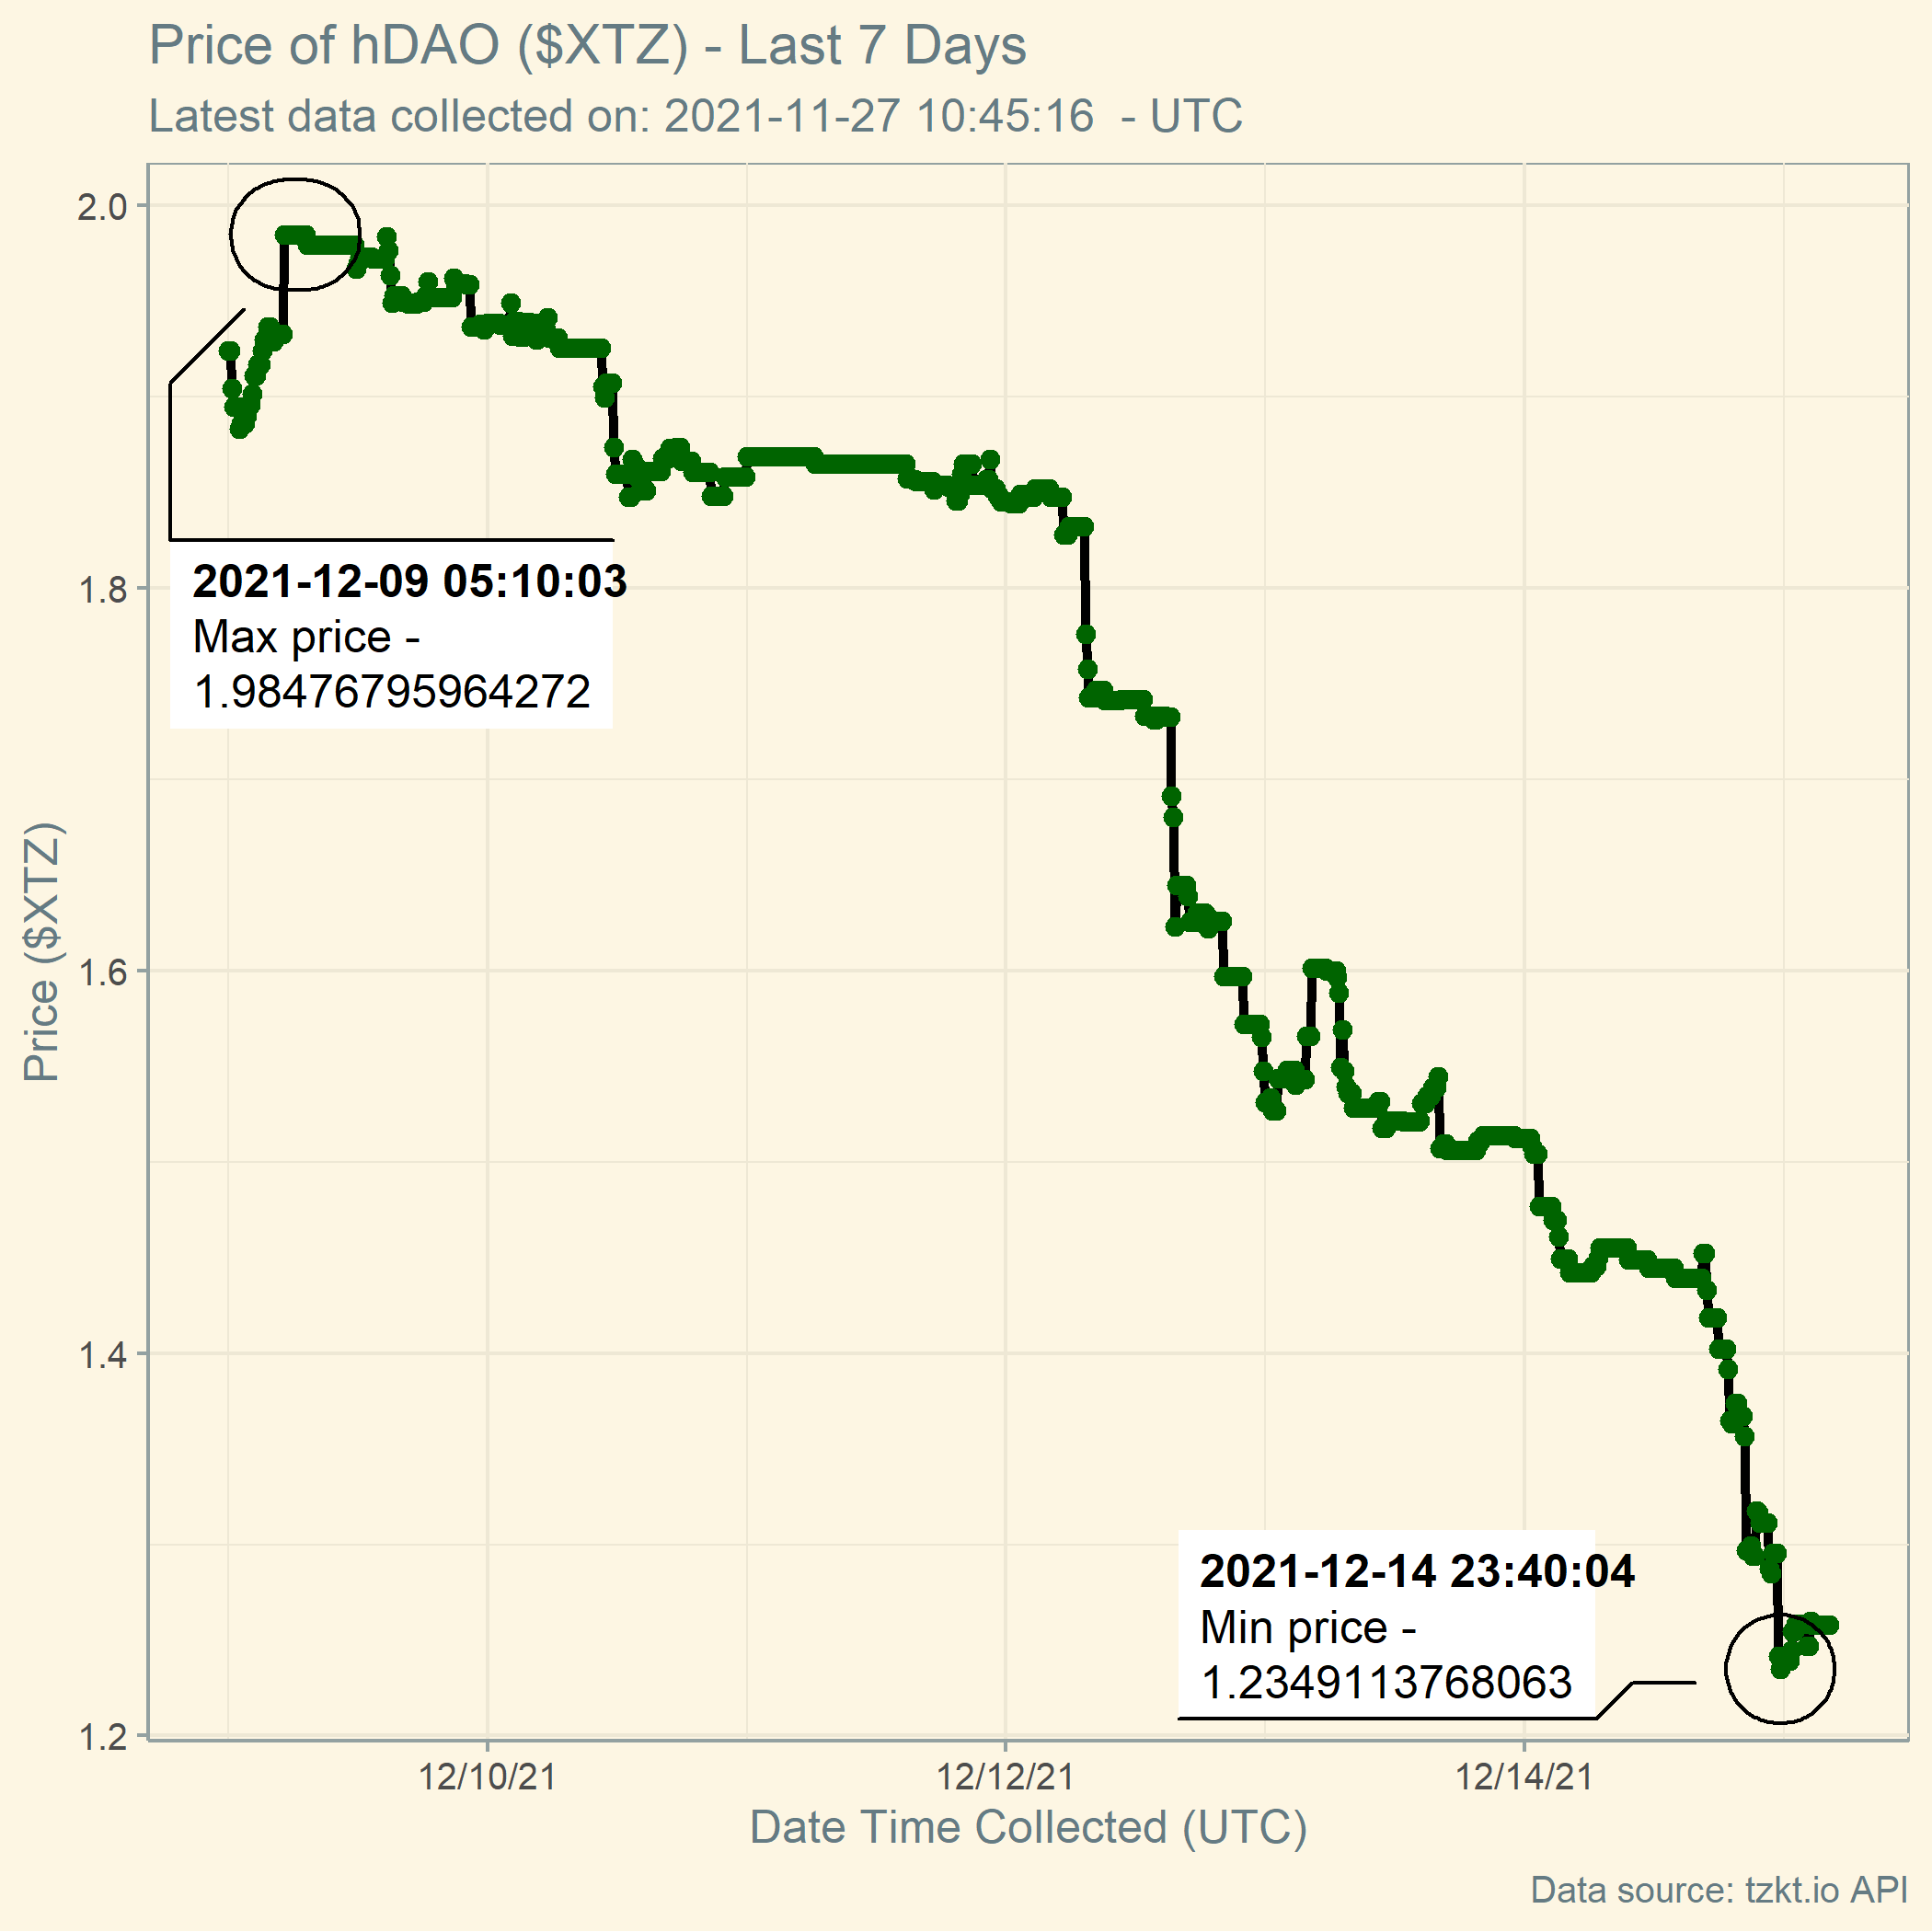 Price of hDAO ($XTZ) - Last 7 Days
Latest data collected on: 2021-11-27 10:45:16  - UTC
Price ($XTZ)
2.0
1.8
1.6
1.4
1.2
2021-12-09 05:10:03
Max price -
1.98476795964272
2021-12-14 23:40:04
Min price -
1.2349113768063
12/10/21
12/12/21
12/14/21
Date Time Collected (UTC)
Data source: tzkt.io API